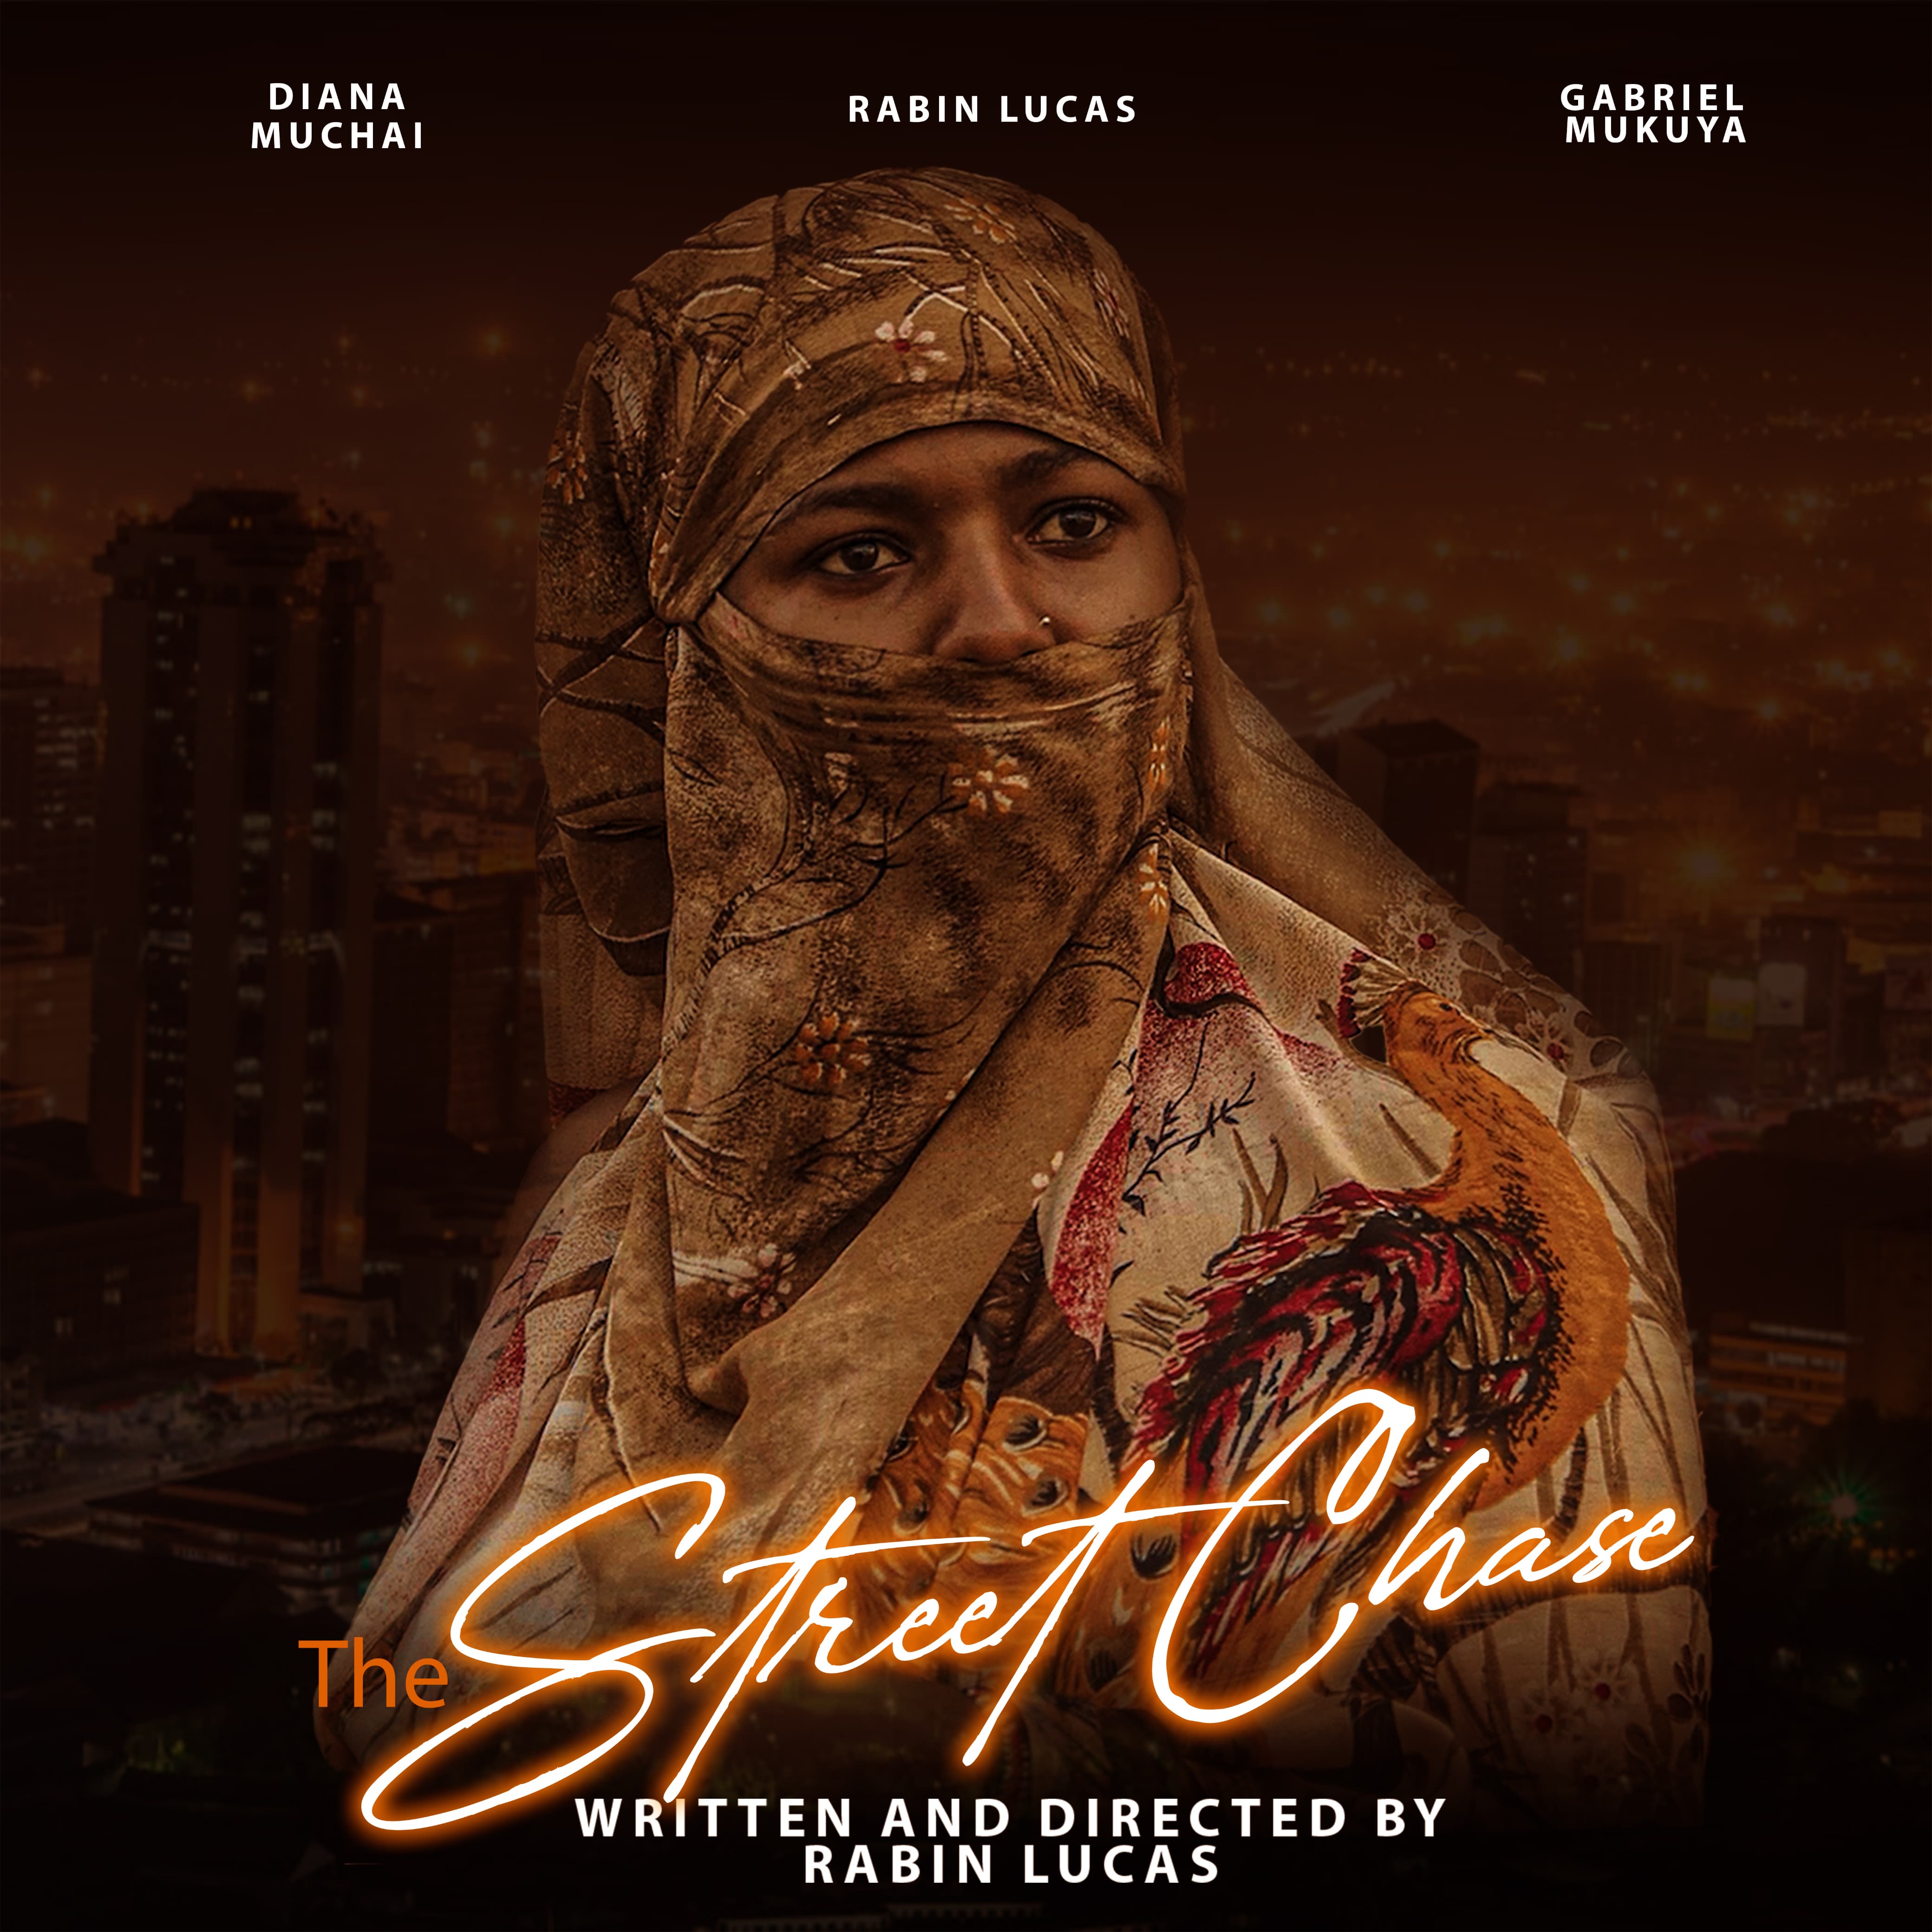 DIANA
MUCHAI
RABIN LUCAS
GABRIEL
MUKUYA
The Street Chase
WRITTEN AND DIRECTED BY
RABIN LUCAS